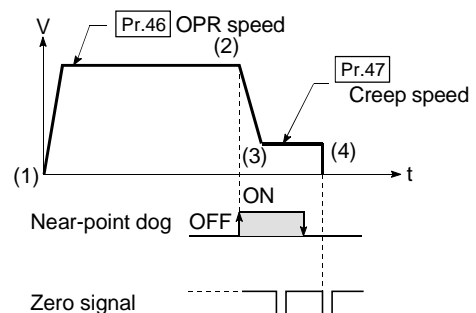 Pr.46 OPR speed
V
(2)
Pr.47
Creep speed
(1)
(3)
(4)
t
ON
Near-point dog
OFF
Zero signal